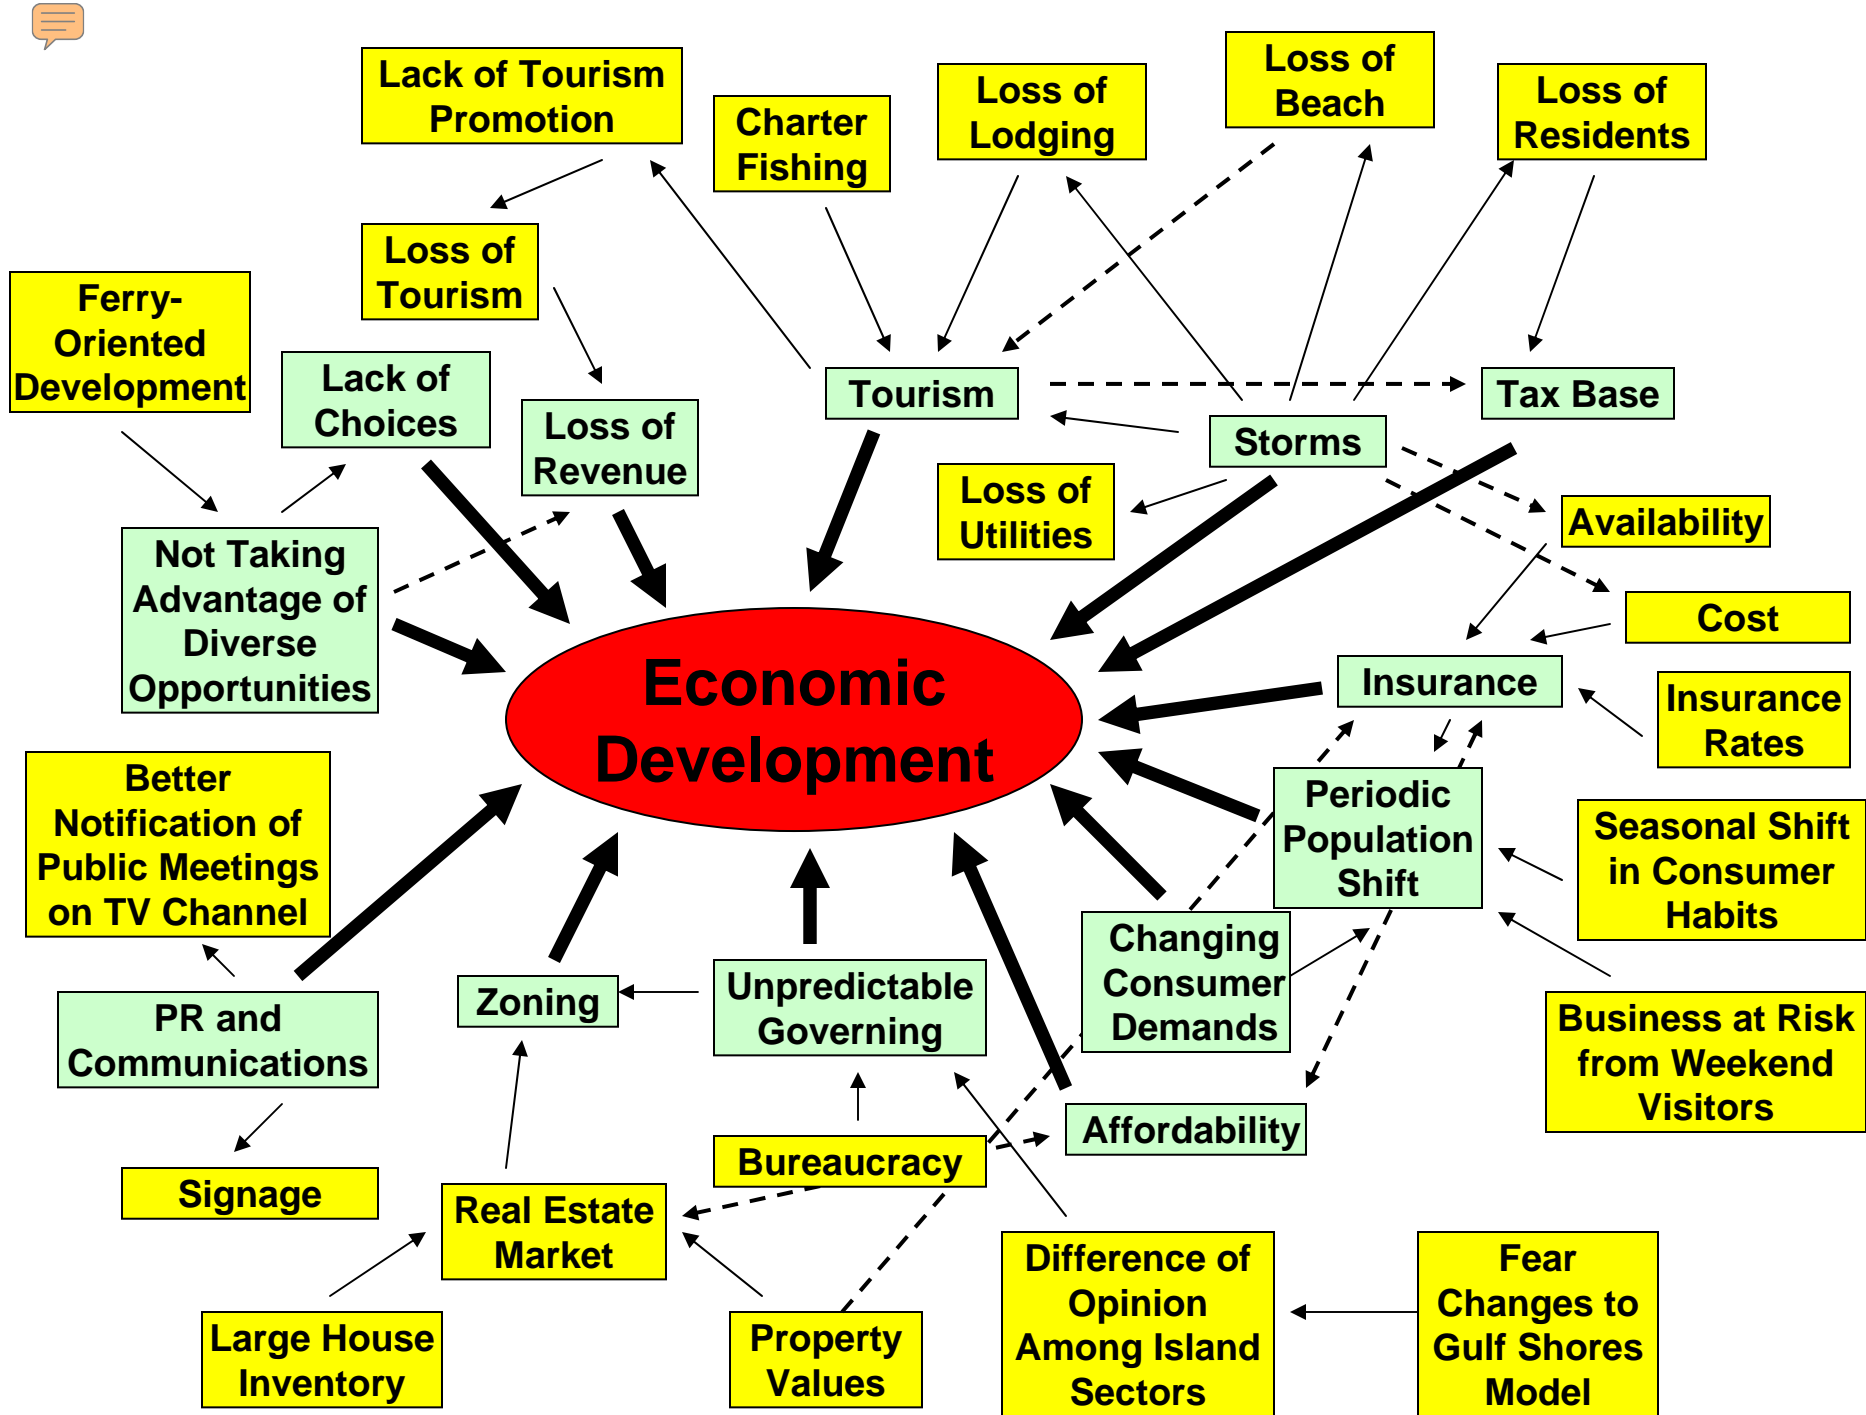 Lack of Tourism
Promotion
Charter
Fishing
Loss of
Lodging
Loss of
Beach
Loss of
Residents
Loss of
Tourism
Ferry-
Oriented
Development
Lack of
Choices
Loss of
Revenue
Tourism
Storms
Tax Base
Loss of
Utilities
Availability
Not Taking
Advantage of
Diverse
Opportunities
Cost
Economic
Development
Insurance
Insurance
Rates
Better
Notification of
Public Meetings
on TV Channel
Periodic
Population
Shift
Seasonal Shift
in Consumer
Habits
Changing
Consumer
Demands
PR and
Communications
Zoning
Unpredictable
Governing
Business at Risk
from Weekend
Visitors
Affordability
Bureaucracy
Signage
Real Estate
Market
Large House
Inventory
Property
Values
Difference of
Opinion
Among Island
Sectors
Fear
Changes to
Gulf Shores
Model